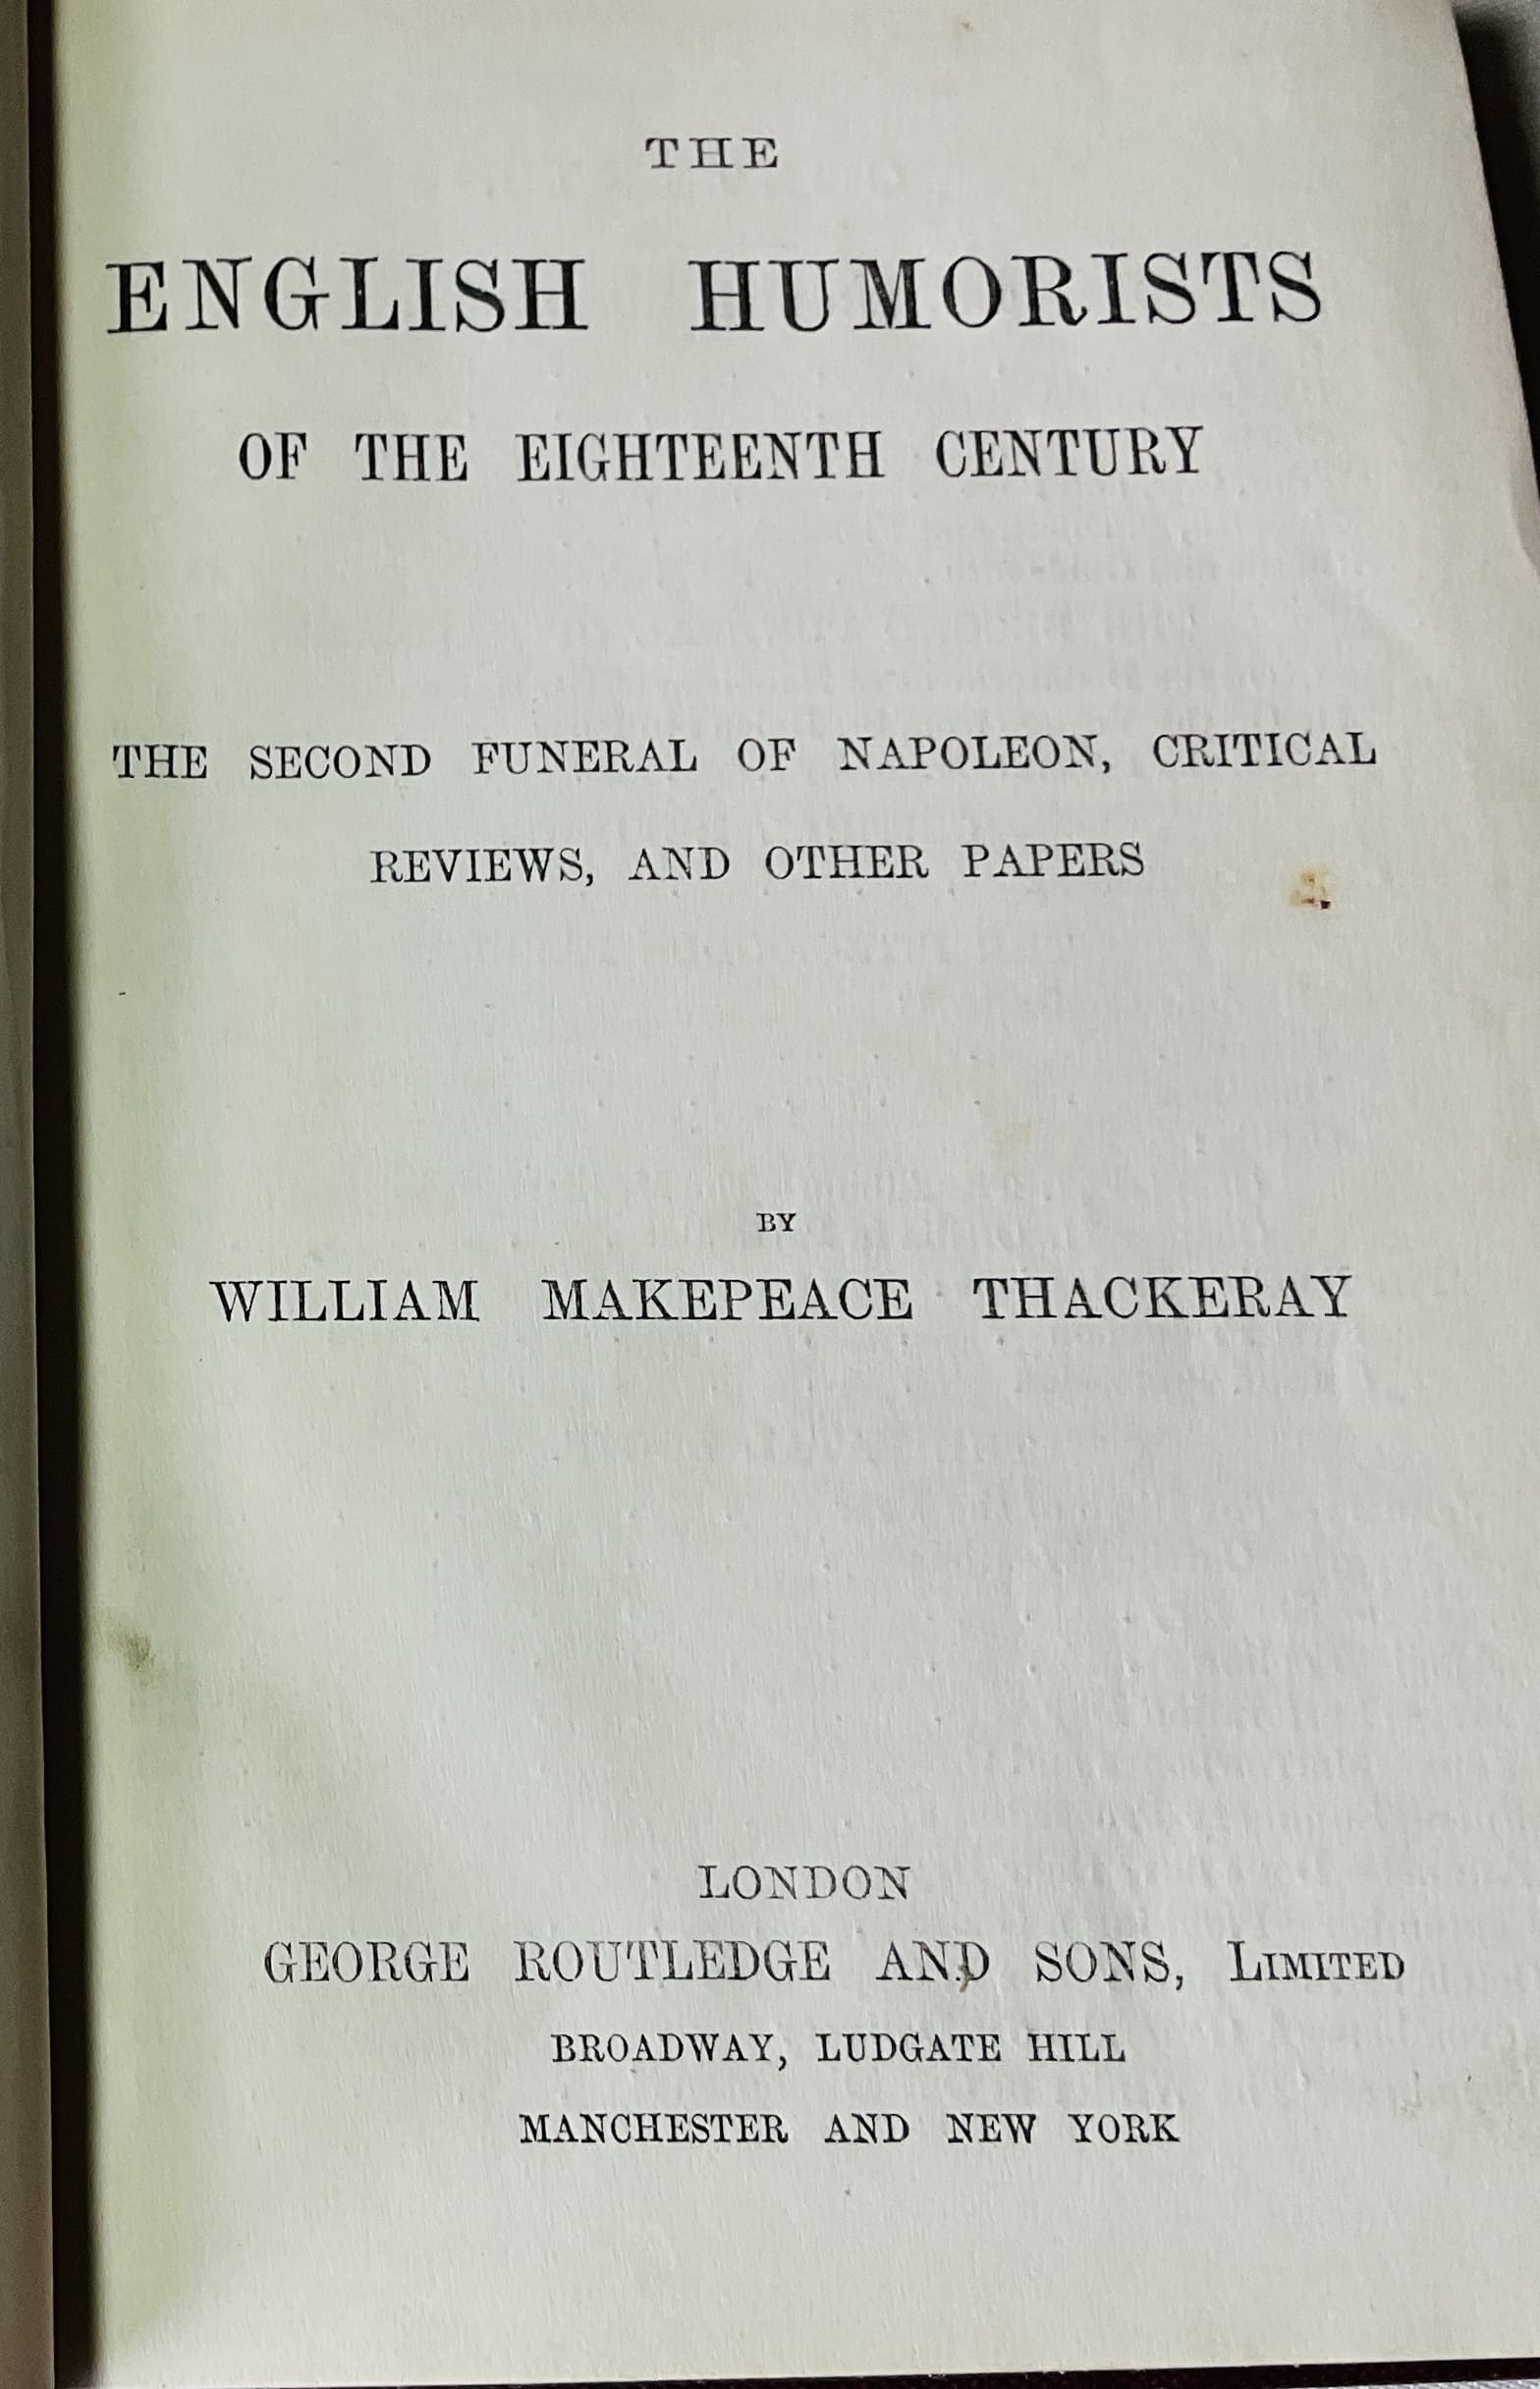 THE
ENGLISH HUMORISTS
OF THE EIGHTEENTH CENTURY
THE SECOND FUNERAL OF NAPOLEON, CRITICAL
REVIEWS, AND OTHER PAPERS
BY
WILLIAM MAKEPEACE THACKERAY
LONDON
GEORGE ROUTLEDGE AND SONS, LIMITED
BROADWAY, LUDGATE HILL
MANCHESTER AND NEW YORK